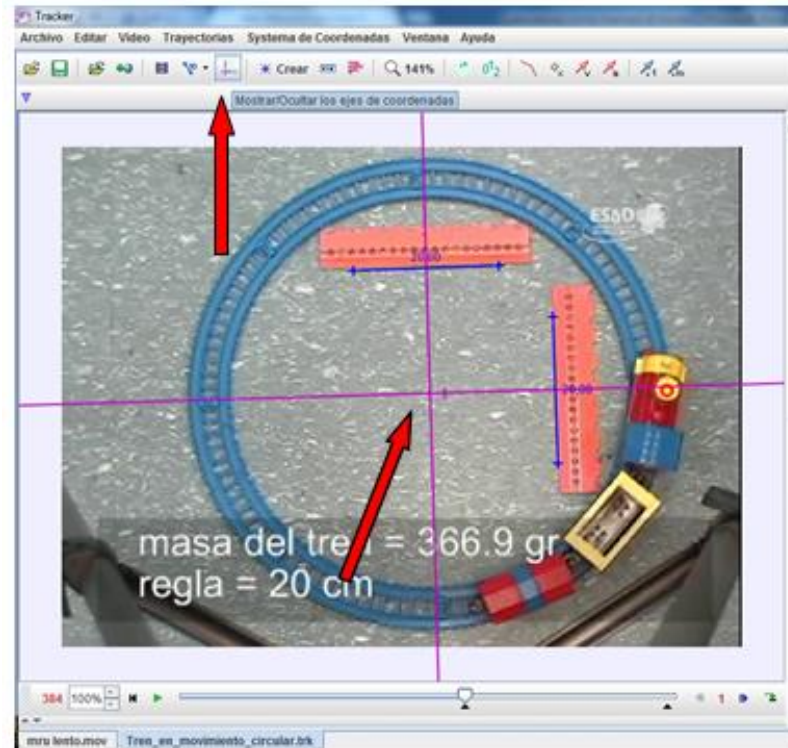 Tracker
Archivo Editar Video Trayectorias Systema de Coordenadas Ventana Ayuda
Crear 141%
Mostrar/Ocultar los ejes de coordenadas
ESAD
20.00
20.00
masa del tren = 366.9 gr
regla = 20 cm
384 100% 1
mru lento.mov Tren_en_movimiento_circular.trk